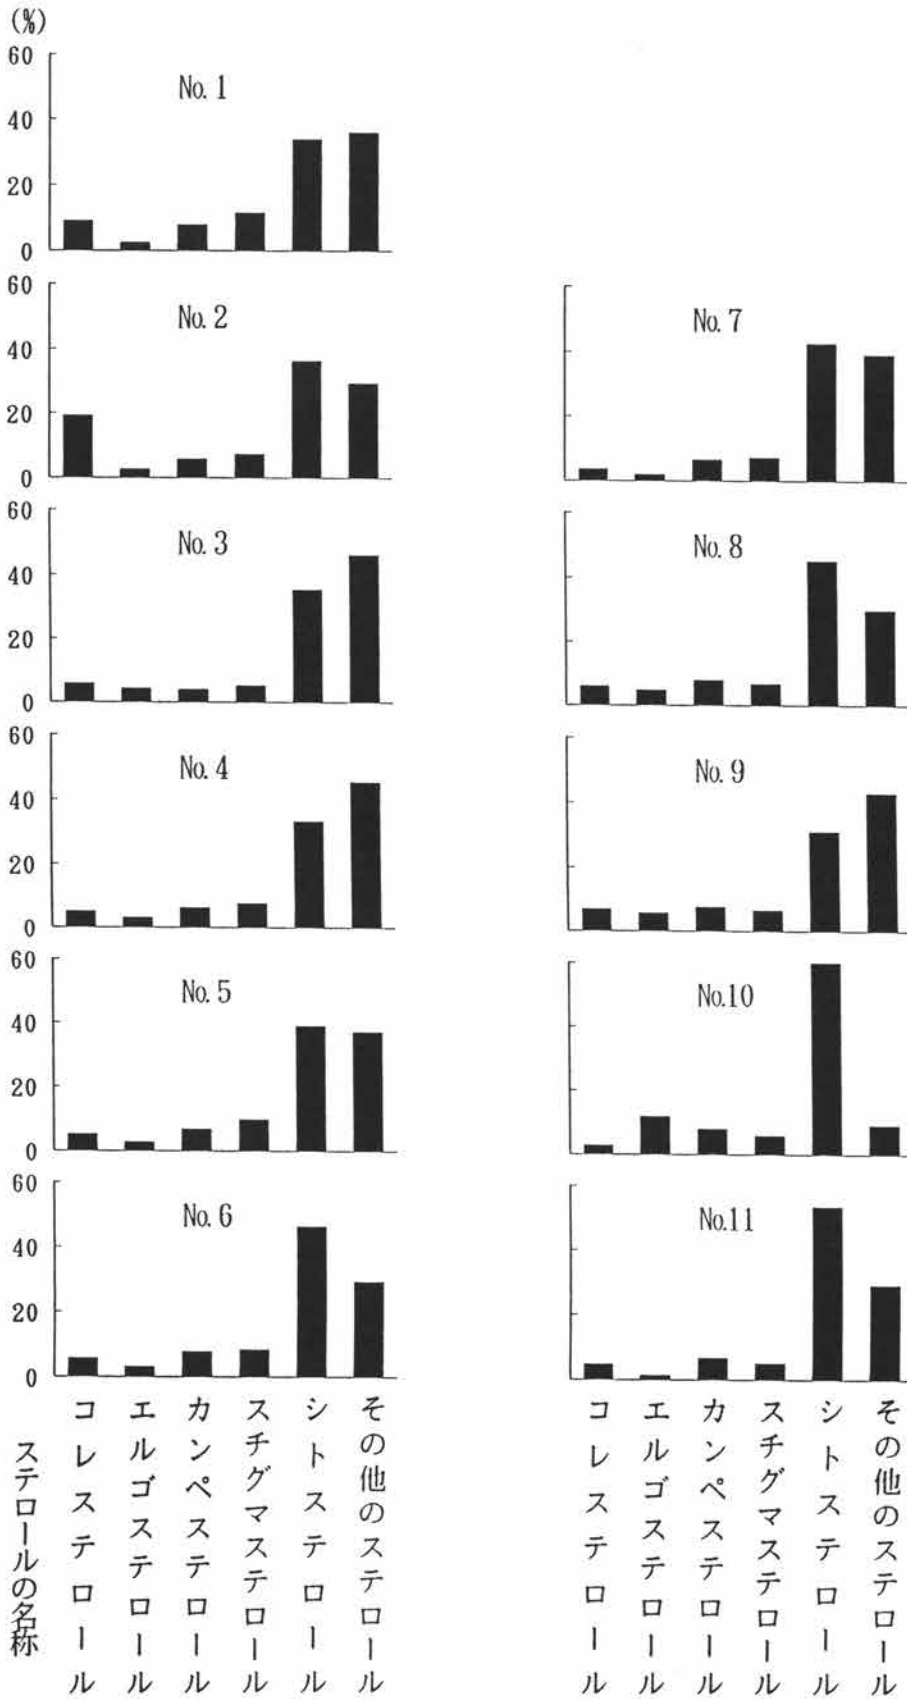 (%)
60
40
20
0
No. 1
60
40
20
0
No. 2
60
40
20
0
No. 3
60
40
20
0
No. 4
60
40
20
0
No. 5
60
40
20
0
No. 6
ステロールの名称
コレステロール
エルゴステロール
カンペステロール
スチグマステロール
シトステロール
その他のステロール
No. 7
No. 8
No. 9
No.10
No.11
コレステロール
エルゴステロール
カンペステロール
スチグマステロール
シトステロール
その他のステロール